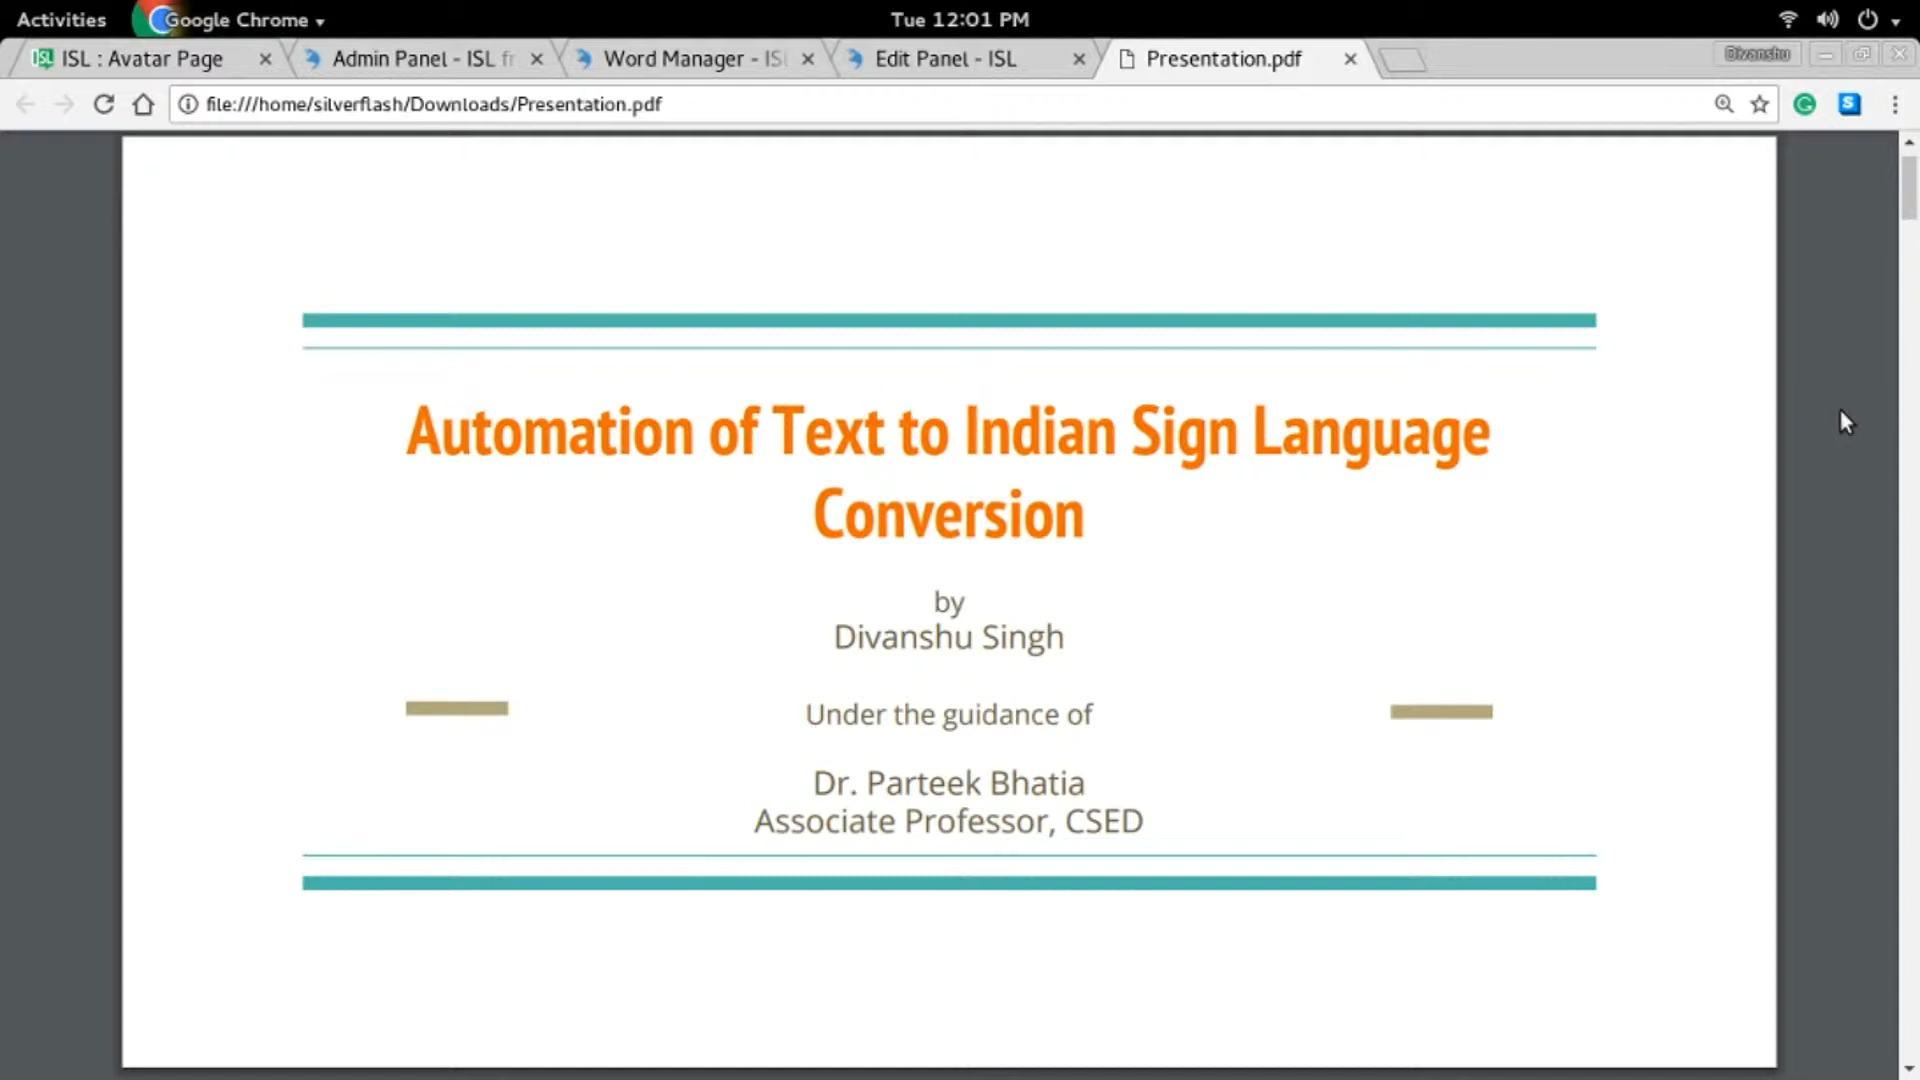 Activities Google Chrome Tue 12:01 PM
ISL : Avatar Page Admin Panel - ISL fr Word Manager - ISL Edit Panel - ISL Presentation.pdf Divanshu
file:///home/silverflash/Downloads/Presentation.pdf
Automation of Text to Indian Sign Language
Conversion
by
Divanshu Singh
Under the guidance of
Dr. Parteek Bhatia
Associate Professor, CSED